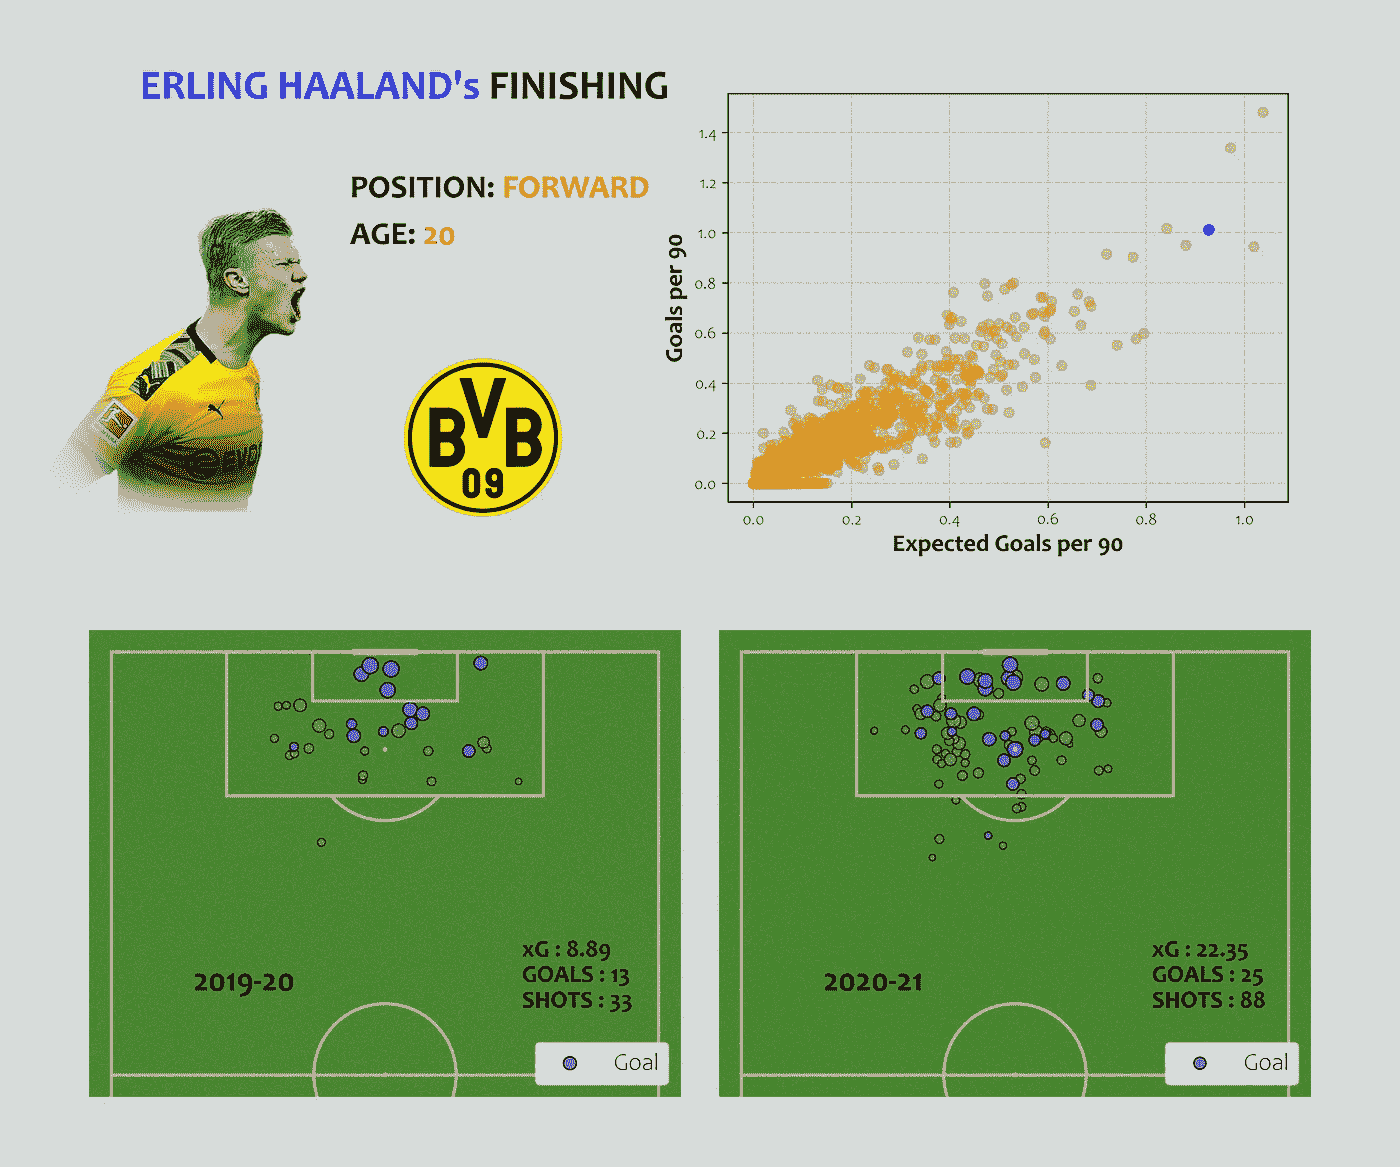 ERLING HAALAND's FINISHING
POSITION: FORWARD
AGE: 20
BVB
09
Goals per 90
1.4
1.2
1.0
0.8
0.6
0.4
0.2
0.0
0.0 0.2 0.4 0.6 0.8 1.0
Expected Goals per 90
2019-20
xG : 8.89
GOALS : 13
SHOTS : 33
Goal
2020-21
xG : 22.35
GOALS : 25
SHOTS : 88
Goal